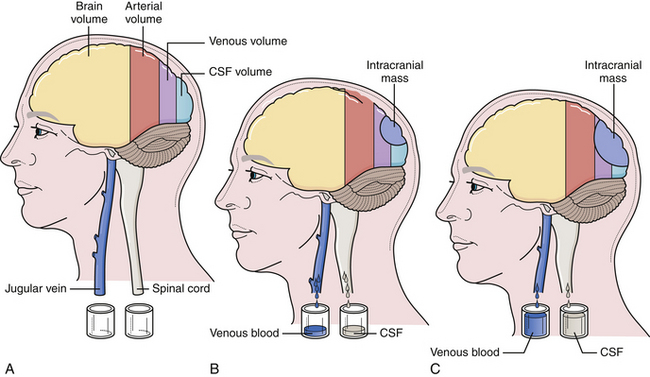 Brain
volume
Arterial
volume
Venous volume
CSF volume
Jugular vein
Spinal cord
A
Intracranial
mass
Venous blood
CSF
B
Intracranial
mass
Venous blood
CSF
C